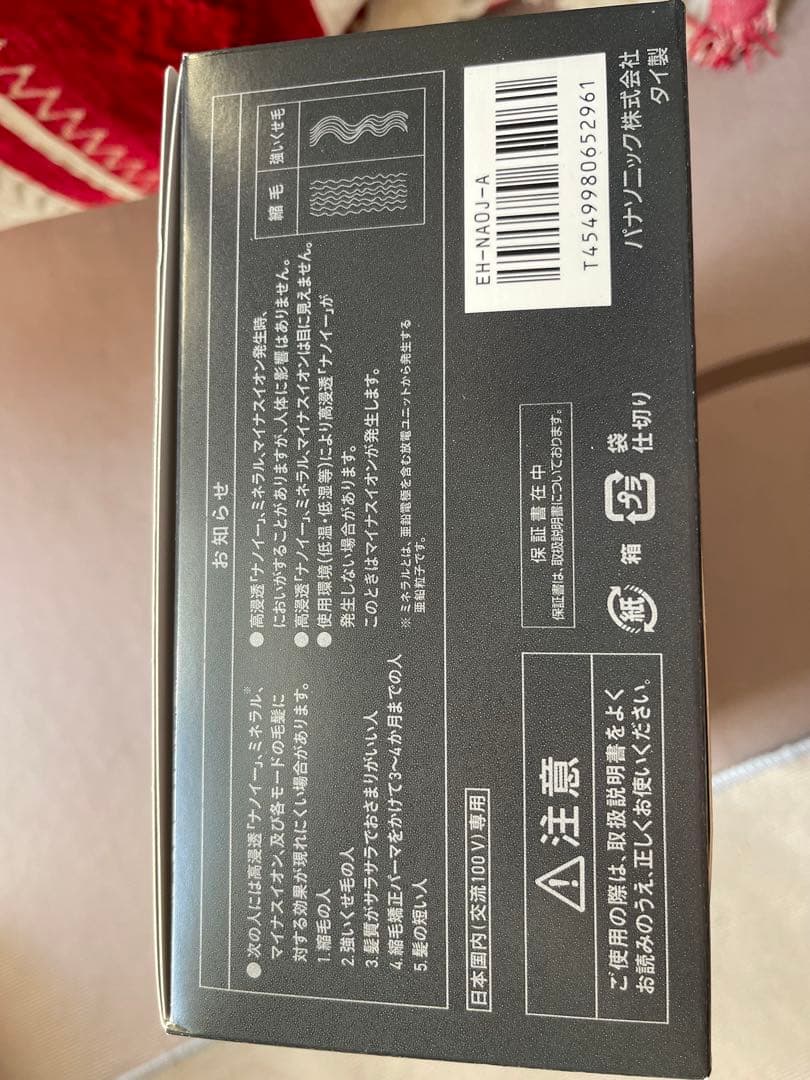 お知らせ
●次の人には高浸透「ナノイー」、ミネラル※、
マイナスイオン、及び各モードの毛髪に
対する効果が現れにくい場合があります。
1.縮毛の人
2.強いくせ毛の人
3.髪質がサラサラでおさまりがいい人
4.縮毛矯正パーマをかけて3〜4か月までの人
5.髪の短い人
●高浸透「ナノイー」、ミネラル、マイナスイオン発生時、
においがすることがありますが、人体に影響はありません。
●高浸透「ナノイー」、ミネラル、マイナスイオンは目に見えません。
●使用環境(低温・低湿等)により高浸透「ナノイー」が
発生しない場合があります。
このときはマイナスイオンが発生します。
※ミネラルとは、亜鉛電極を含む放電ユニットから発生する
亜鉛粒子です。
縮毛
強いくせ毛
日本国内(交流100 V)専用
注意
ご使用の際は、取扱説明書をよく
お読みのうえ、正しくお使いください。
保証書在中
保証書は、取扱説明書についております。
紙 箱
プラ 袋
仕切り
EH-NA0J-A
T4549980652961
パナソニック株式会社
タイ製